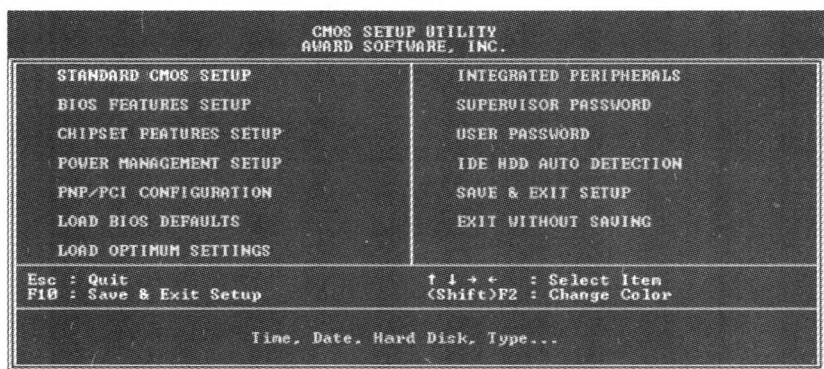 CMOS SETUP UTILITY
AWARD SOFTWARE, INC.
STANDARD CMOS SETUP
BIOS FEATURES SETUP
CHIPSET FEATURES SETUP
POWER MANAGEMENT SETUP
PNP/PCI CONFIGURATION
LOAD BIOS DEFAULTS
LOAD OPTIMUM SETTINGS
INTEGRATED PERIPHERALS
SUPERVISOR PASSWORD
USER PASSWORD
IDE HDD AUTO DETECTION
SAVE & EXIT SETUP
EXIT WITHOUT SAVING
Esc : Quit
F10 : Save & Exit Setup
↑ ↓ → ← : Select Item
(Shift)F2 : Change Color
Time, Date, Hard Disk, Type...